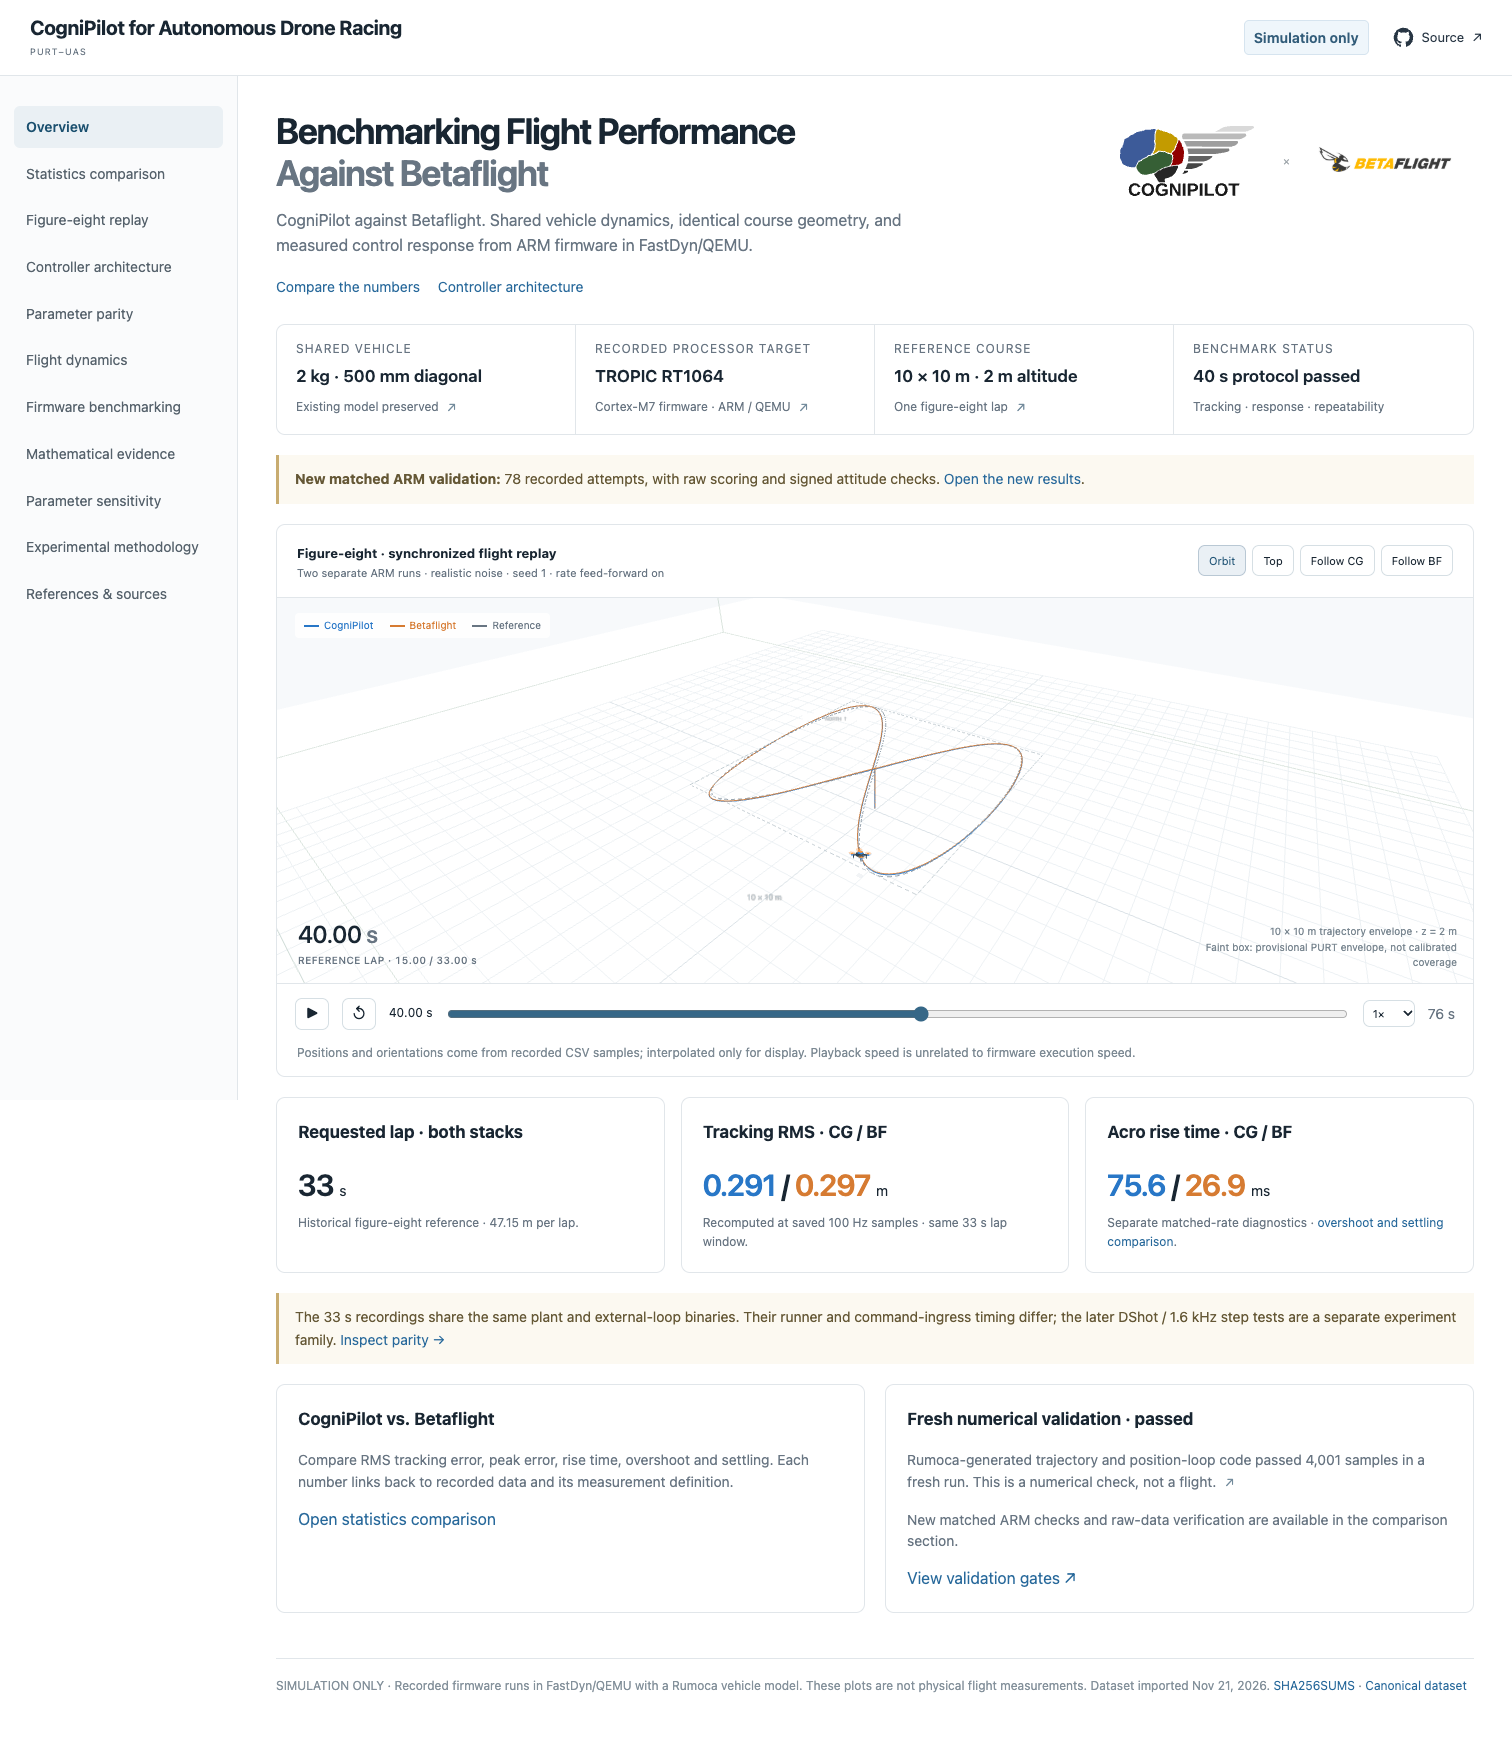 CogniPilot for Autonomous Drone Racing
PURT–UAS
Simulation only
Source ↗
Overview
Statistics comparison
Figure-eight replay
Controller architecture
Parameter parity
Flight dynamics
Firmware benchmarking
Mathematical evidence
Parameter sensitivity
Experimental methodology
References & sources
Benchmarking Flight Performance
Against Betaflight
COGNIPILOT
×
BETAFLIGHT
CogniPilot against Betaflight. Shared vehicle dynamics, identical course geometry, and
measured control response from ARM firmware in FastDyn/QEMU.
Compare the numbers Controller architecture
SHARED VEHICLE
2 kg · 500 mm diagonal
Existing model preserved ↗
RECORDED PROCESSOR TARGET
TROPIC RT1064
Cortex-M7 firmware · ARM / QEMU ↗
REFERENCE COURSE
10 × 10 m · 2 m altitude
One figure-eight lap ↗
BENCHMARK STATUS
40 s protocol passed
Tracking · response · repeatability
New matched ARM validation: 78 recorded attempts, with raw scoring and signed attitude checks. Open the new results.
Figure-eight · synchronized flight replay
Two separate ARM runs · realistic noise · seed 1 · rate feed-forward on
Orbit Top Follow CG Follow BF
CogniPilot Betaflight Reference
10 × 10 m
40.00 s
REFERENCE LAP · 15.00 / 33.00 s
10 × 10 m trajectory envelope · z = 2 m
Faint box: provisional PURT envelope, not calibrated
coverage
40.00 s
1×
76 s
Positions and orientations come from recorded CSV samples; interpolated only for display. Playback speed is unrelated to firmware execution speed.
Requested lap · both stacks
33 s
Historical figure-eight reference · 47.15 m per lap.
Tracking RMS · CG / BF
0.291 / 0.297 m
Recomputed at saved 100 Hz samples · same 33 s lap
window.
Acro rise time · CG / BF
75.6 / 26.9 ms
Separate matched-rate diagnostics · overshoot and settling
comparison.
The 33 s recordings share the same plant and external-loop binaries. Their runner and command-ingress timing differ; the later DShot / 1.6 kHz step tests are a separate experiment
family. Inspect parity →
CogniPilot vs. Betaflight
Compare RMS tracking error, peak error, rise time, overshoot and settling. Each
number links back to recorded data and its measurement definition.
Open statistics comparison
Fresh numerical validation · passed
Rumoca-generated trajectory and position-loop code passed 4,001 samples in a
fresh run. This is a numerical check, not a flight. ↗
New matched ARM checks and raw-data verification are available in the comparison
section.
View validation gates ↗
SIMULATION ONLY · Recorded firmware runs in FastDyn/QEMU with a Rumoca vehicle model. These plots are not physical flight measurements. Dataset imported Nov 21, 2026. SHA256SUMS · Canonical dataset